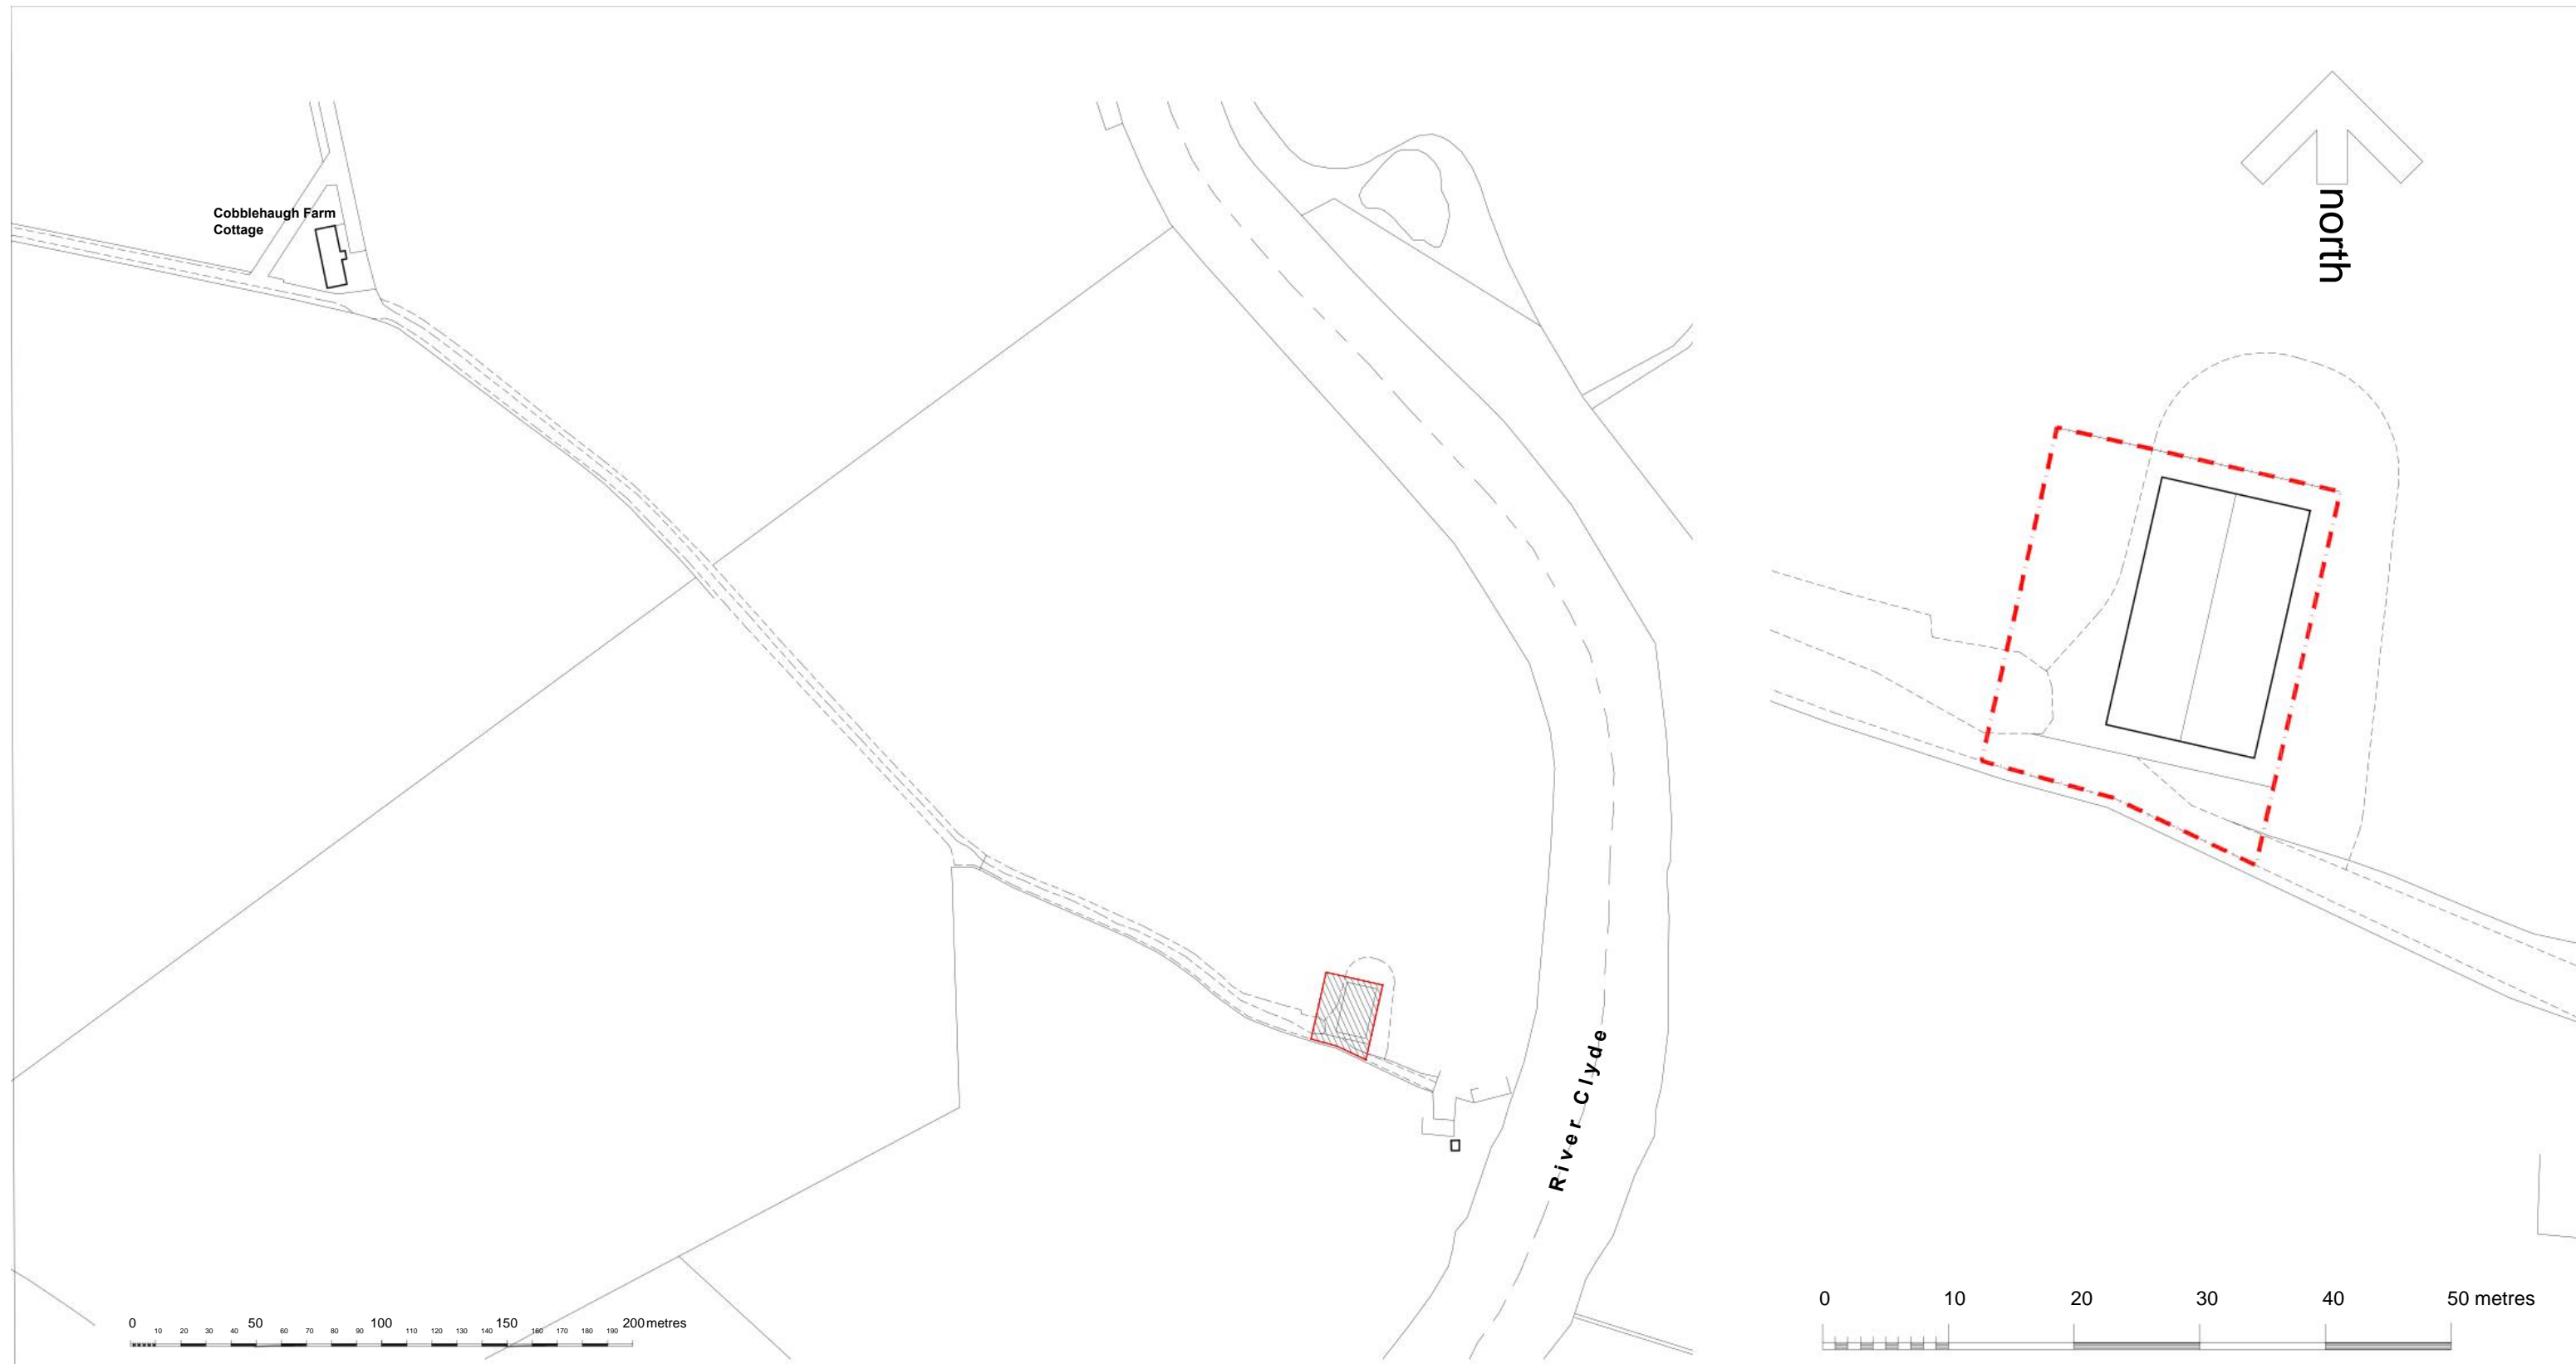 Cobblehaugh Farm
Cottage
north
River Clyde
0 10 20 30 40 50 60 70 80 90 100 110 120 130 140 150 160 170 180 190 200 metres
0 10 20 30 40 50 metres